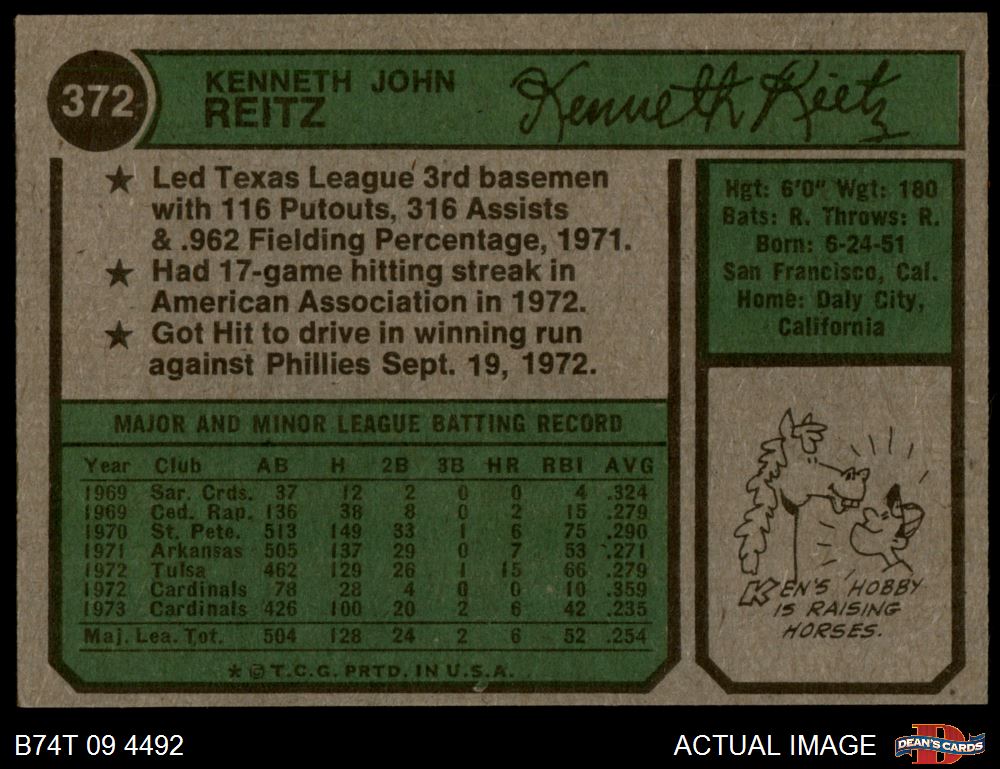 372
KENNETH JOHN
REITZ
Kenneth Reitz
★ Led Texas League 3rd basemen
with 116 Putouts, 316 Assists
& .962 Fielding Percentage, 1971.
★ Had 17-game hitting streak in
American Association in 1972.
★ Got Hit to drive in winning run
against Phillies Sept. 19, 1972.
Hgt: 6'0" Wgt: 180
Bats: R. Throws: R.
Born: 6-24-51
San Francisco, Cal.
Home: Daly City,
California
MAJOR AND MINOR LEAGUE BATTING RECORD
Year Club AB H 2B 3B HR RBI AVG
1969 Sar. Crds. 37 12 2 0 0 4 .324
1969 Ced. Rap. 136 38 8 0 2 15 .279
1970 St. Pete. 513 149 33 1 6 75 .290
1971 Arkansas 505 137 29 0 7 53 .271
1972 Tulsa 462 129 26 1 15 66 .279
1972 Cardinals 78 28 4 0 0 10 .359
1973 Cardinals 426 100 20 2 6 42 .235
Maj. Lea. Tot. 504 128 24 2 6 52 .254
* © T.C.G. PRTD. IN U.S.A.
KEN'S HOBBY
IS RAISING
HORSES.
B74T 09 4492
ACTUAL IMAGE
DEAN'S CARDS